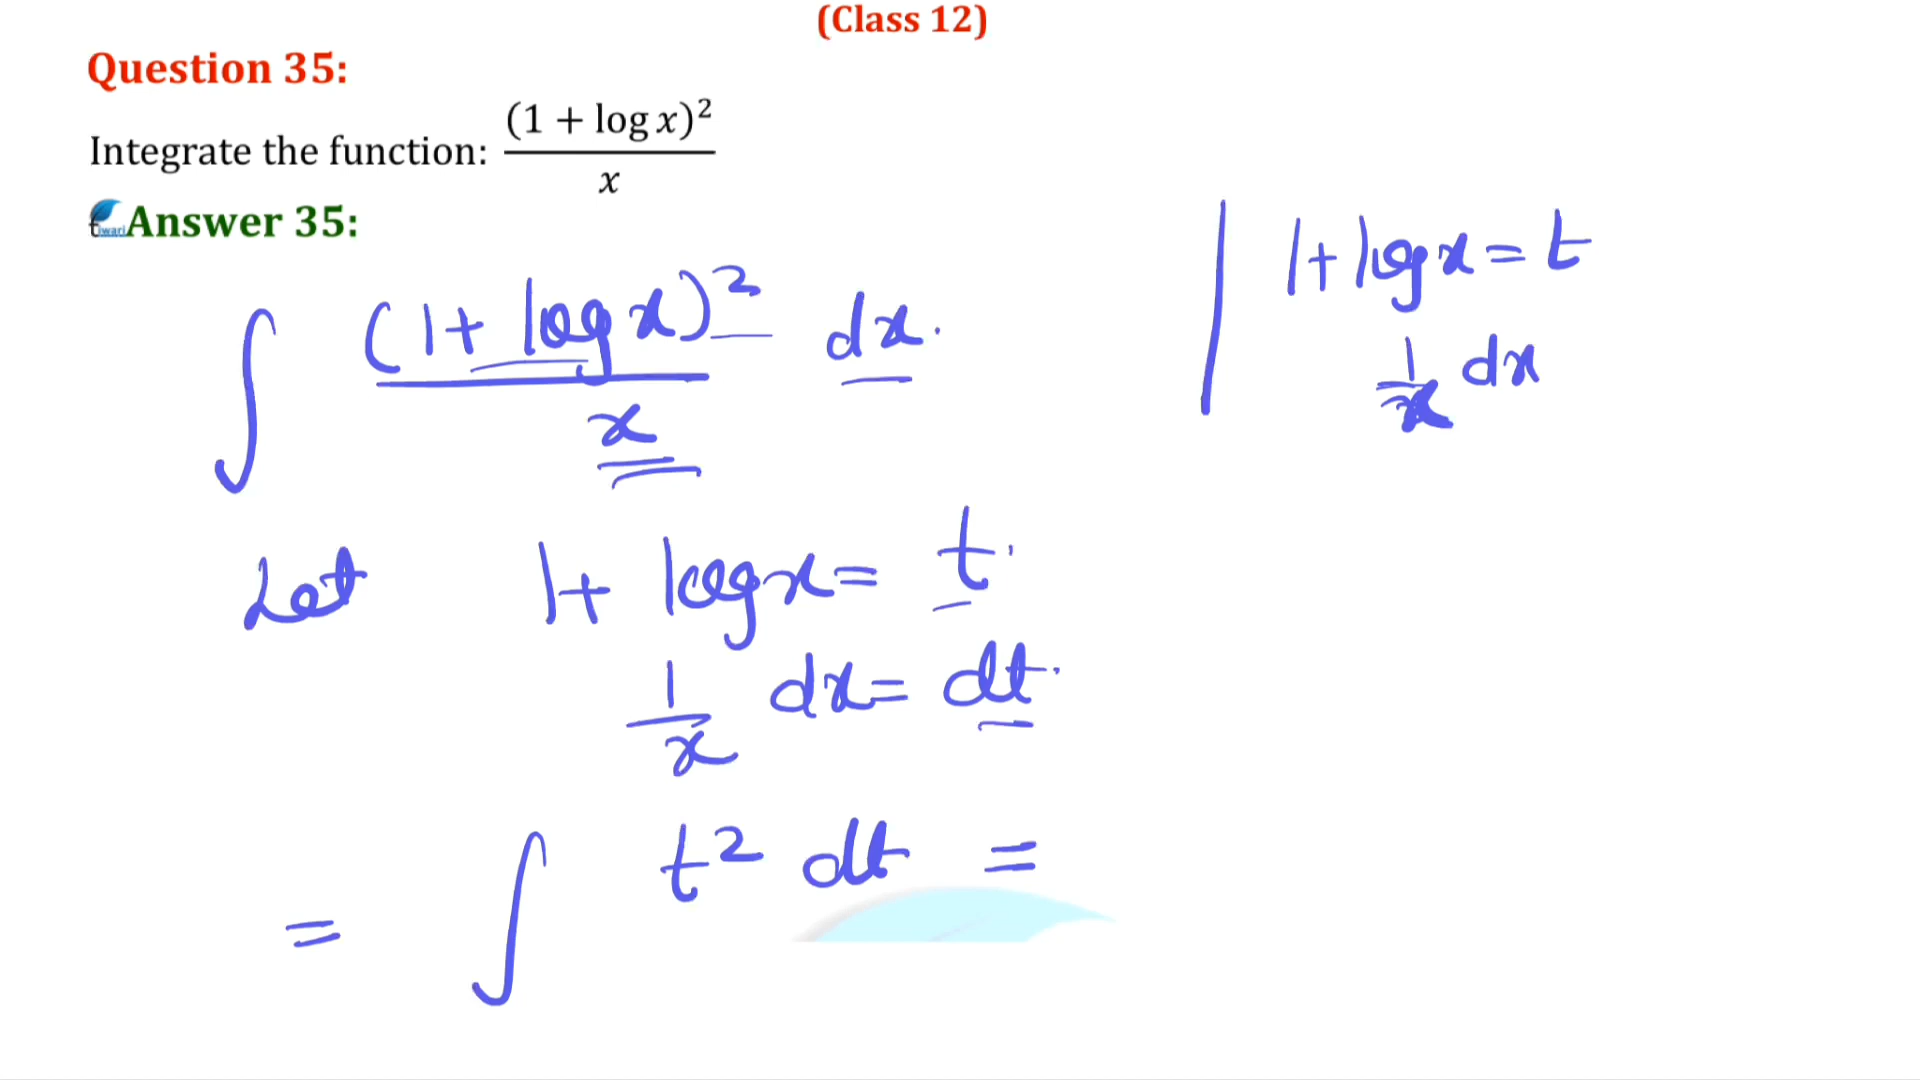 (Class 12)
Question 35:
Integrate the function: (1 + log x)² / x
tiwari Answer 35:
∫ (1 + log x)² / x dx.
1 + log x = t
1/x dx
Let 1 + log x = t.
1/x dx = dt.
= ∫ t² dt =